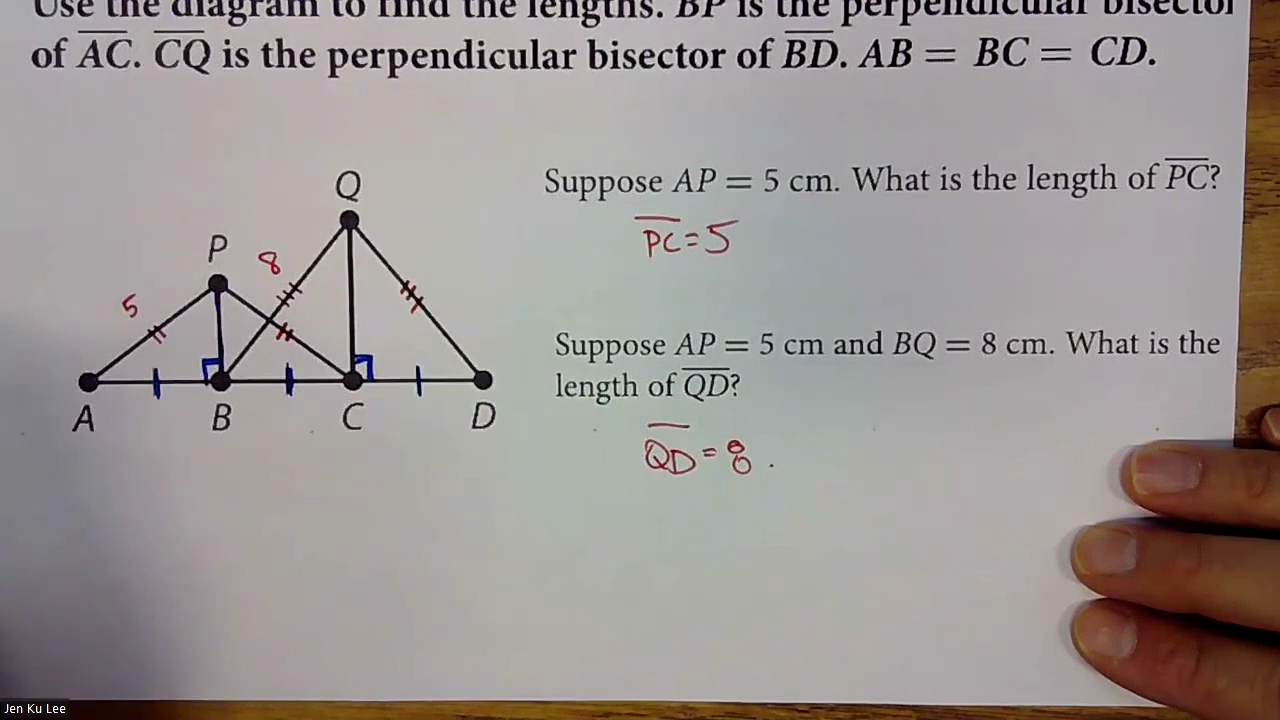 Use the diagram to find the lengths. BP is the perpendicular bisector
of AC. CQ is the perpendicular bisector of BD. AB = BC = CD.
Q
Suppose AP = 5 cm. What is the length of PC?
P
8
PC = 5
5
Suppose AP = 5 cm and BQ = 8 cm. What is the
length of QD?
A B C D
QD = 8.
Jen Ku Lee